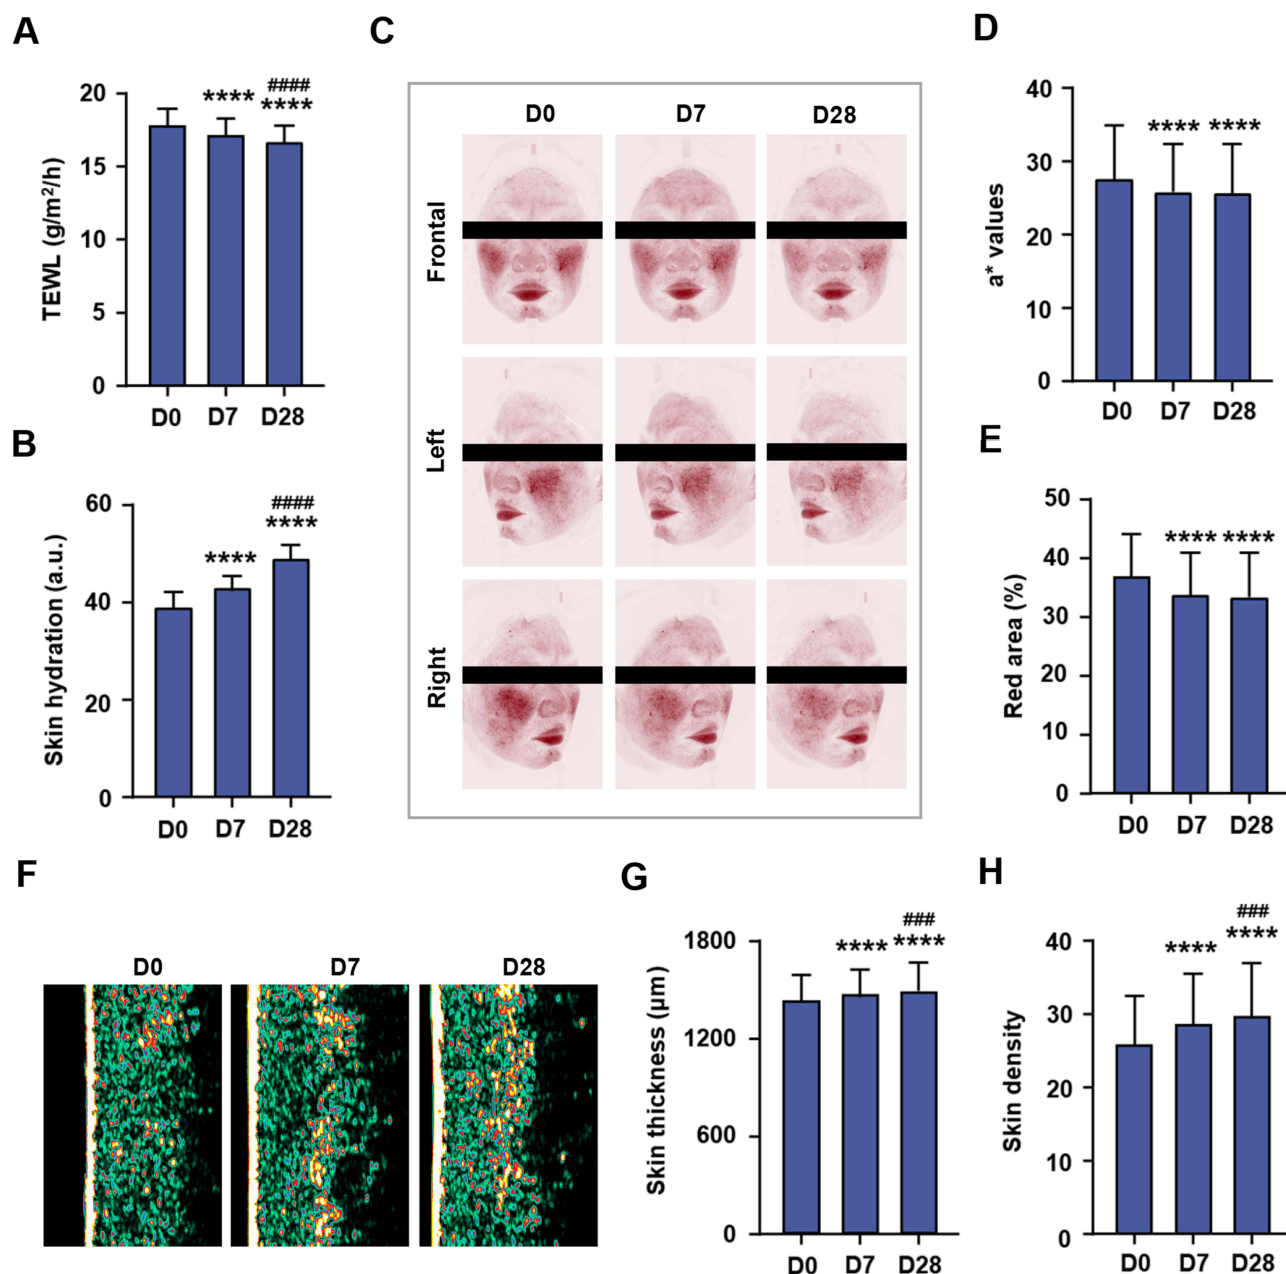 A
TEWL (g/m²/h)
20
15
10
5
0
****
####
****
D0 D7 D28
B
Skin hydration (a.u.)
60
40
20
0
****
####
****
D0 D7 D28
C
D0 D7 D28
Frontal
Left
Right
D
a* values
40
30
20
10
0
**** ****
D0 D7 D28
E
Red area (%)
50
40
30
20
10
0
**** ****
D0 D7 D28
F
D0 D7 D28
G
Skin thickness (μm)
1800
1200
600
0
****
###
****
D0 D7 D28
H
Skin density
40
30
20
10
0
****
###
****
D0 D7 D28